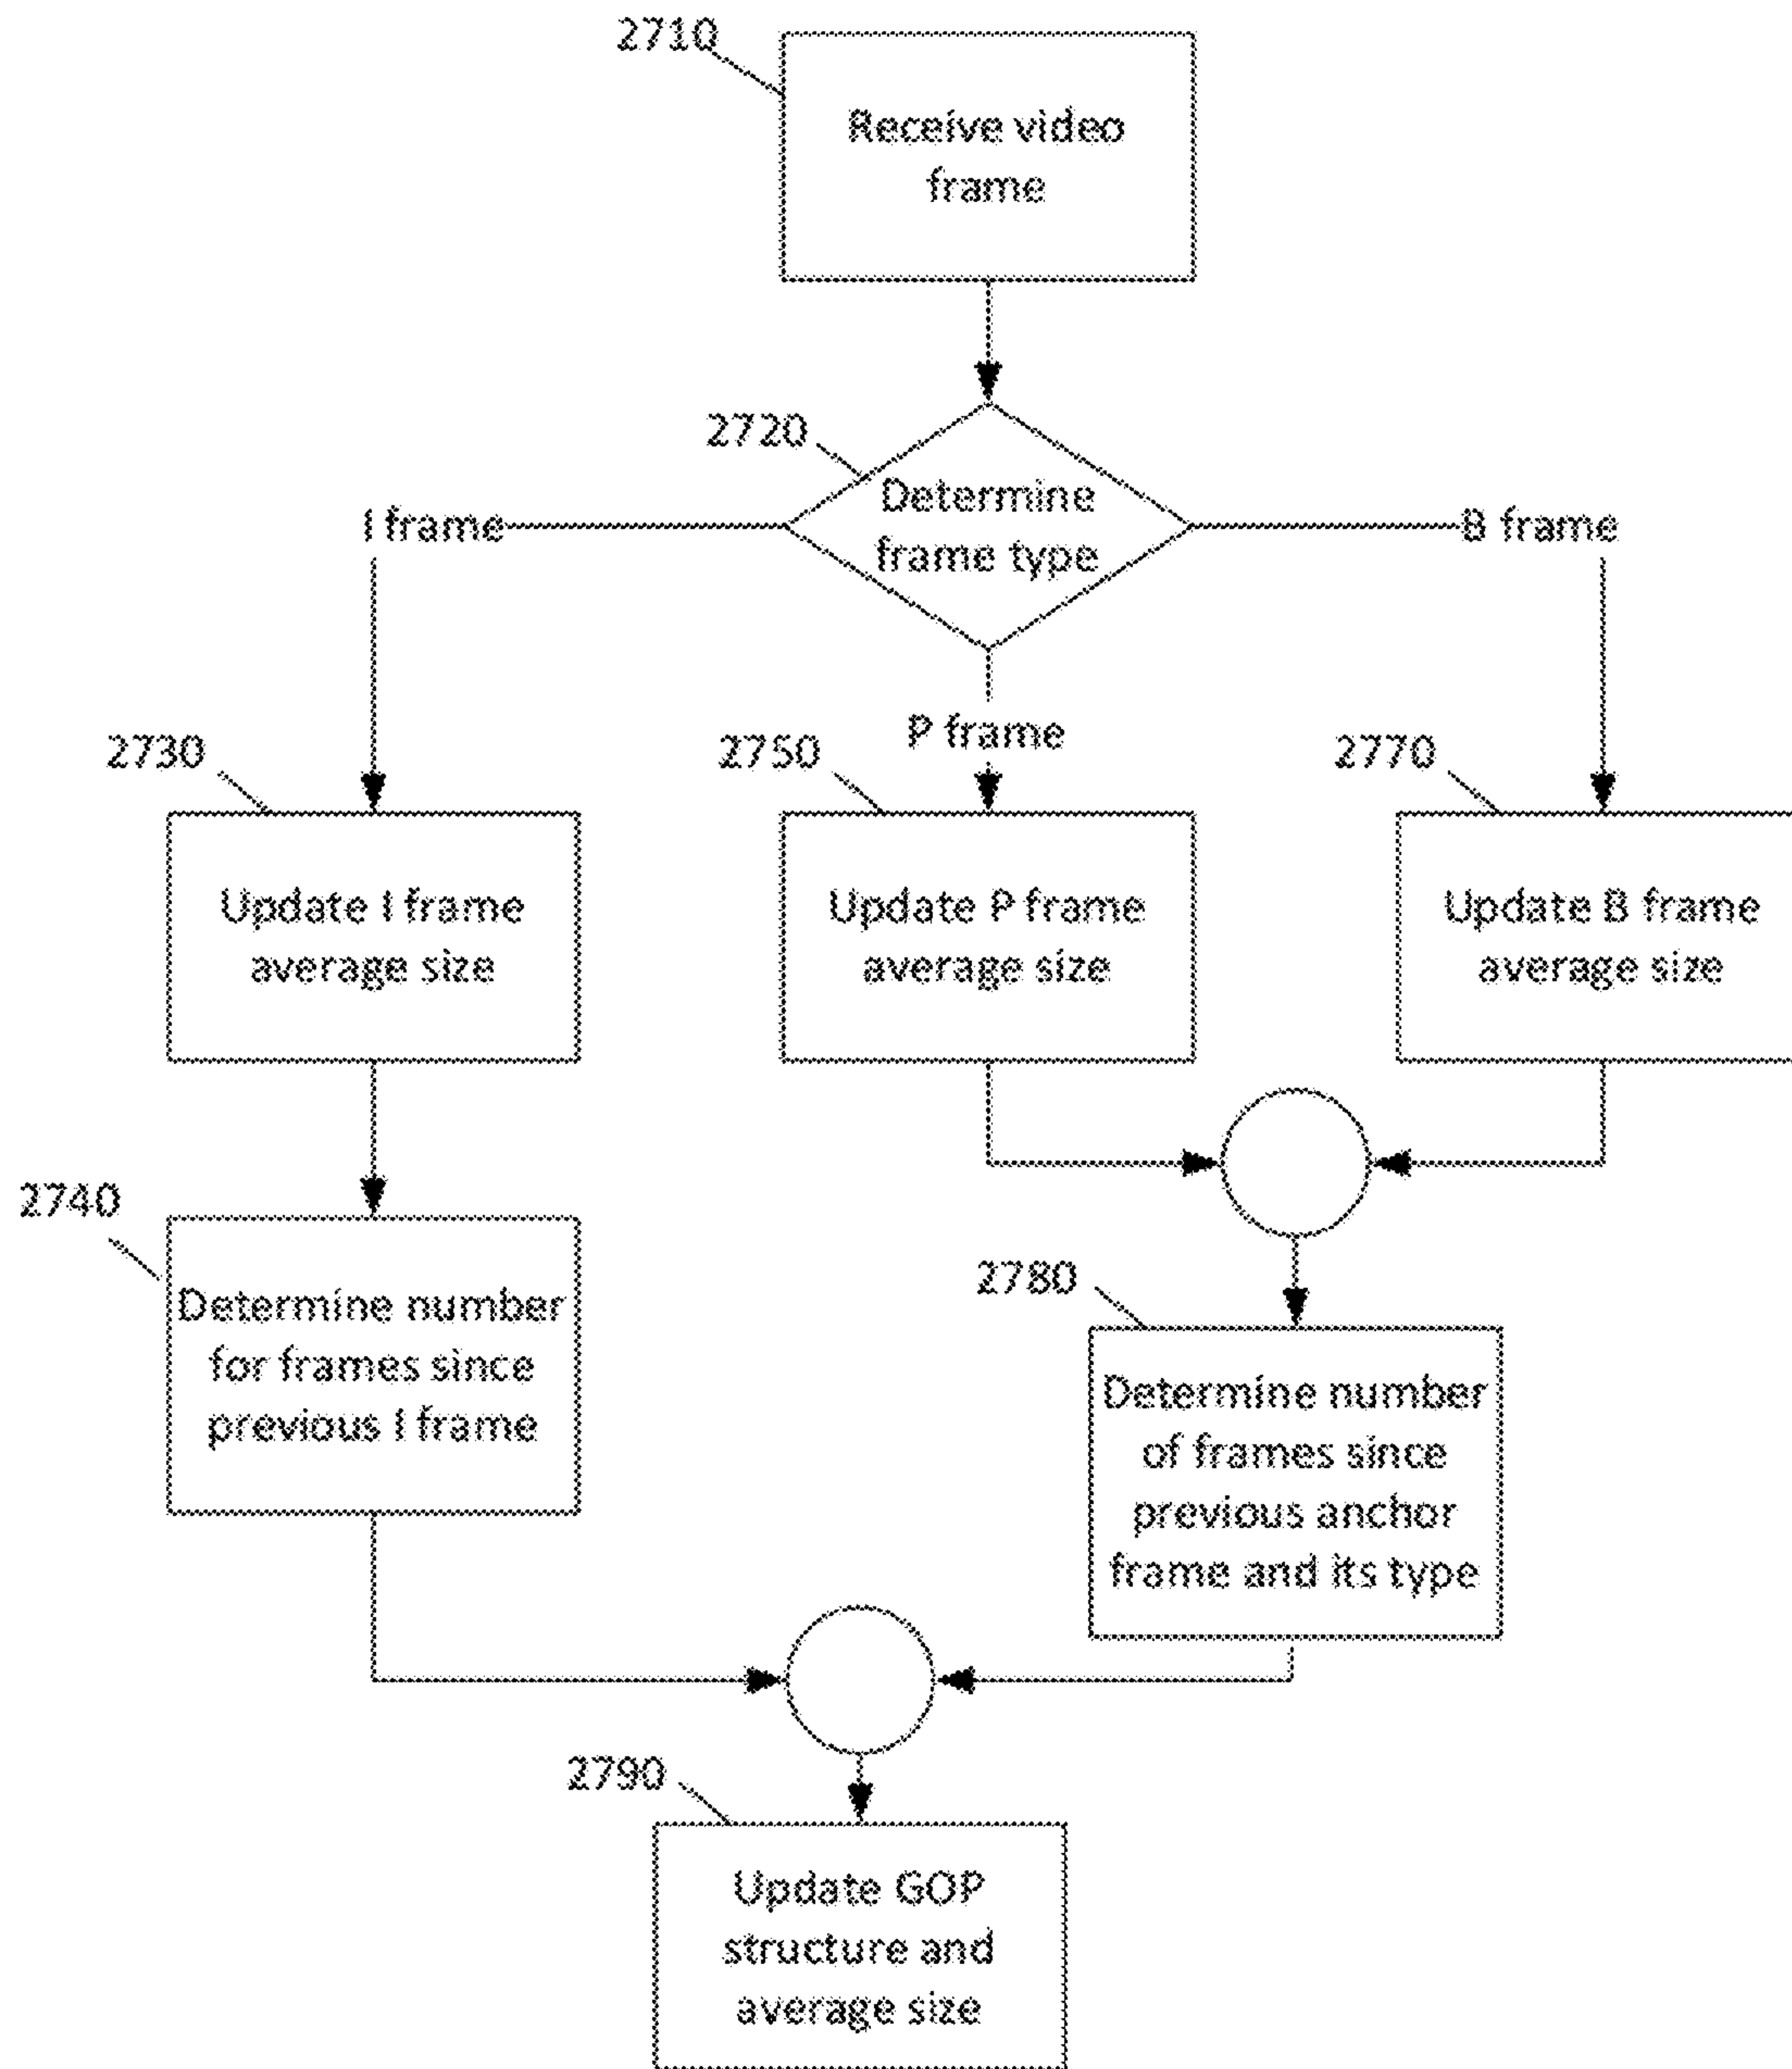 2710
Receive video
frame
2720
Determine
frame type
I frame
B frame
P frame
2730
2750
2770
Update I frame
average size
Update P frame
average size
Update B frame
average size
2740
Determine number
for frames since
previous I frame
2780
Determine number
of frames since
previous anchor
frame and its type
2790
Update GOP
structure and
average size